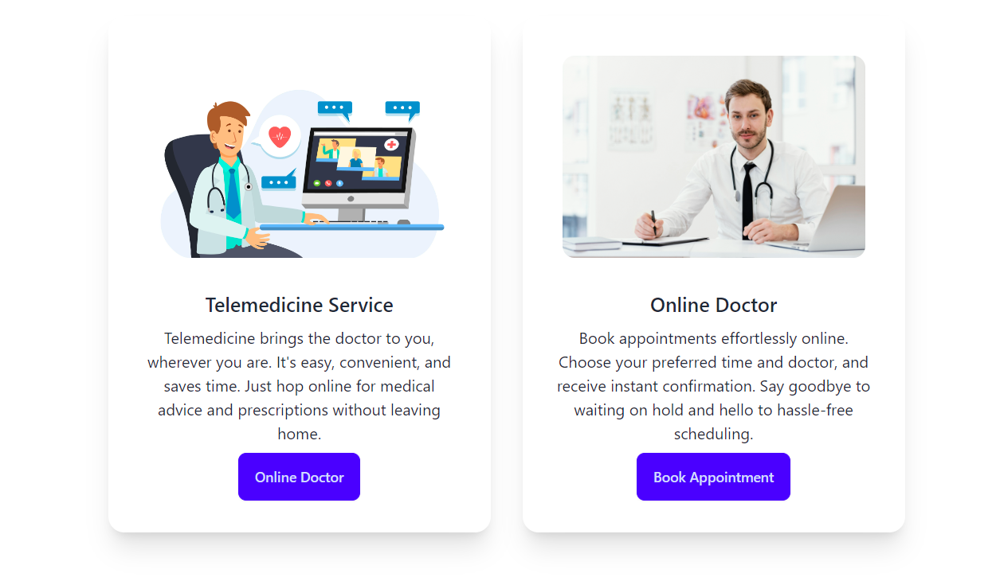 Telemedicine Service
Telemedicine brings the doctor to you,
wherever you are. It's easy, convenient, and
saves time. Just hop online for medical
advice and prescriptions without leaving
home.
Online Doctor
Online Doctor
Book appointments effortlessly online.
Choose your preferred time and doctor, and
receive instant confirmation. Say goodbye to
waiting on hold and hello to hassle-free
scheduling.
Book Appointment